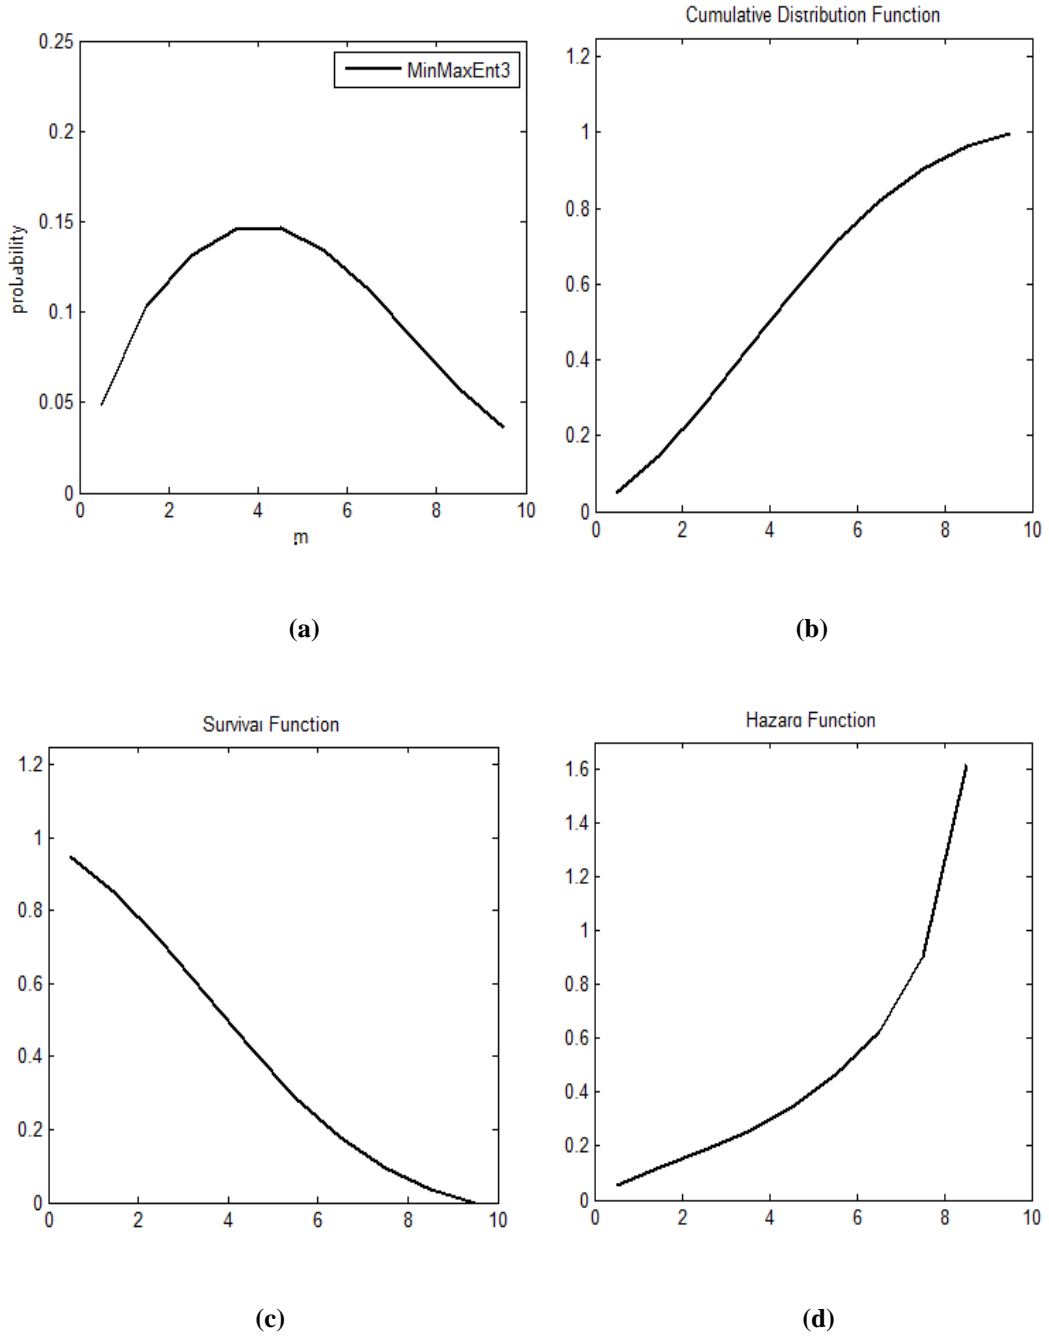 Cumulative Distribution Function
0.25
0.2
0.15
0.1
0.05
0
probability
MinMaxEnt3
0 2 4 6 8 10
m
1.2
1
0.8
0.6
0.4
0.2
0
0 2 4 6 8 10
(a) (b)
Survival Function
1.2
1
0.8
0.6
0.4
0.2
0
0 2 4 6 8 10
Hazard Function
1.6
1.4
1.2
1
0.8
0.6
0.4
0.2
0
0 2 4 6 8 10
(c) (d)